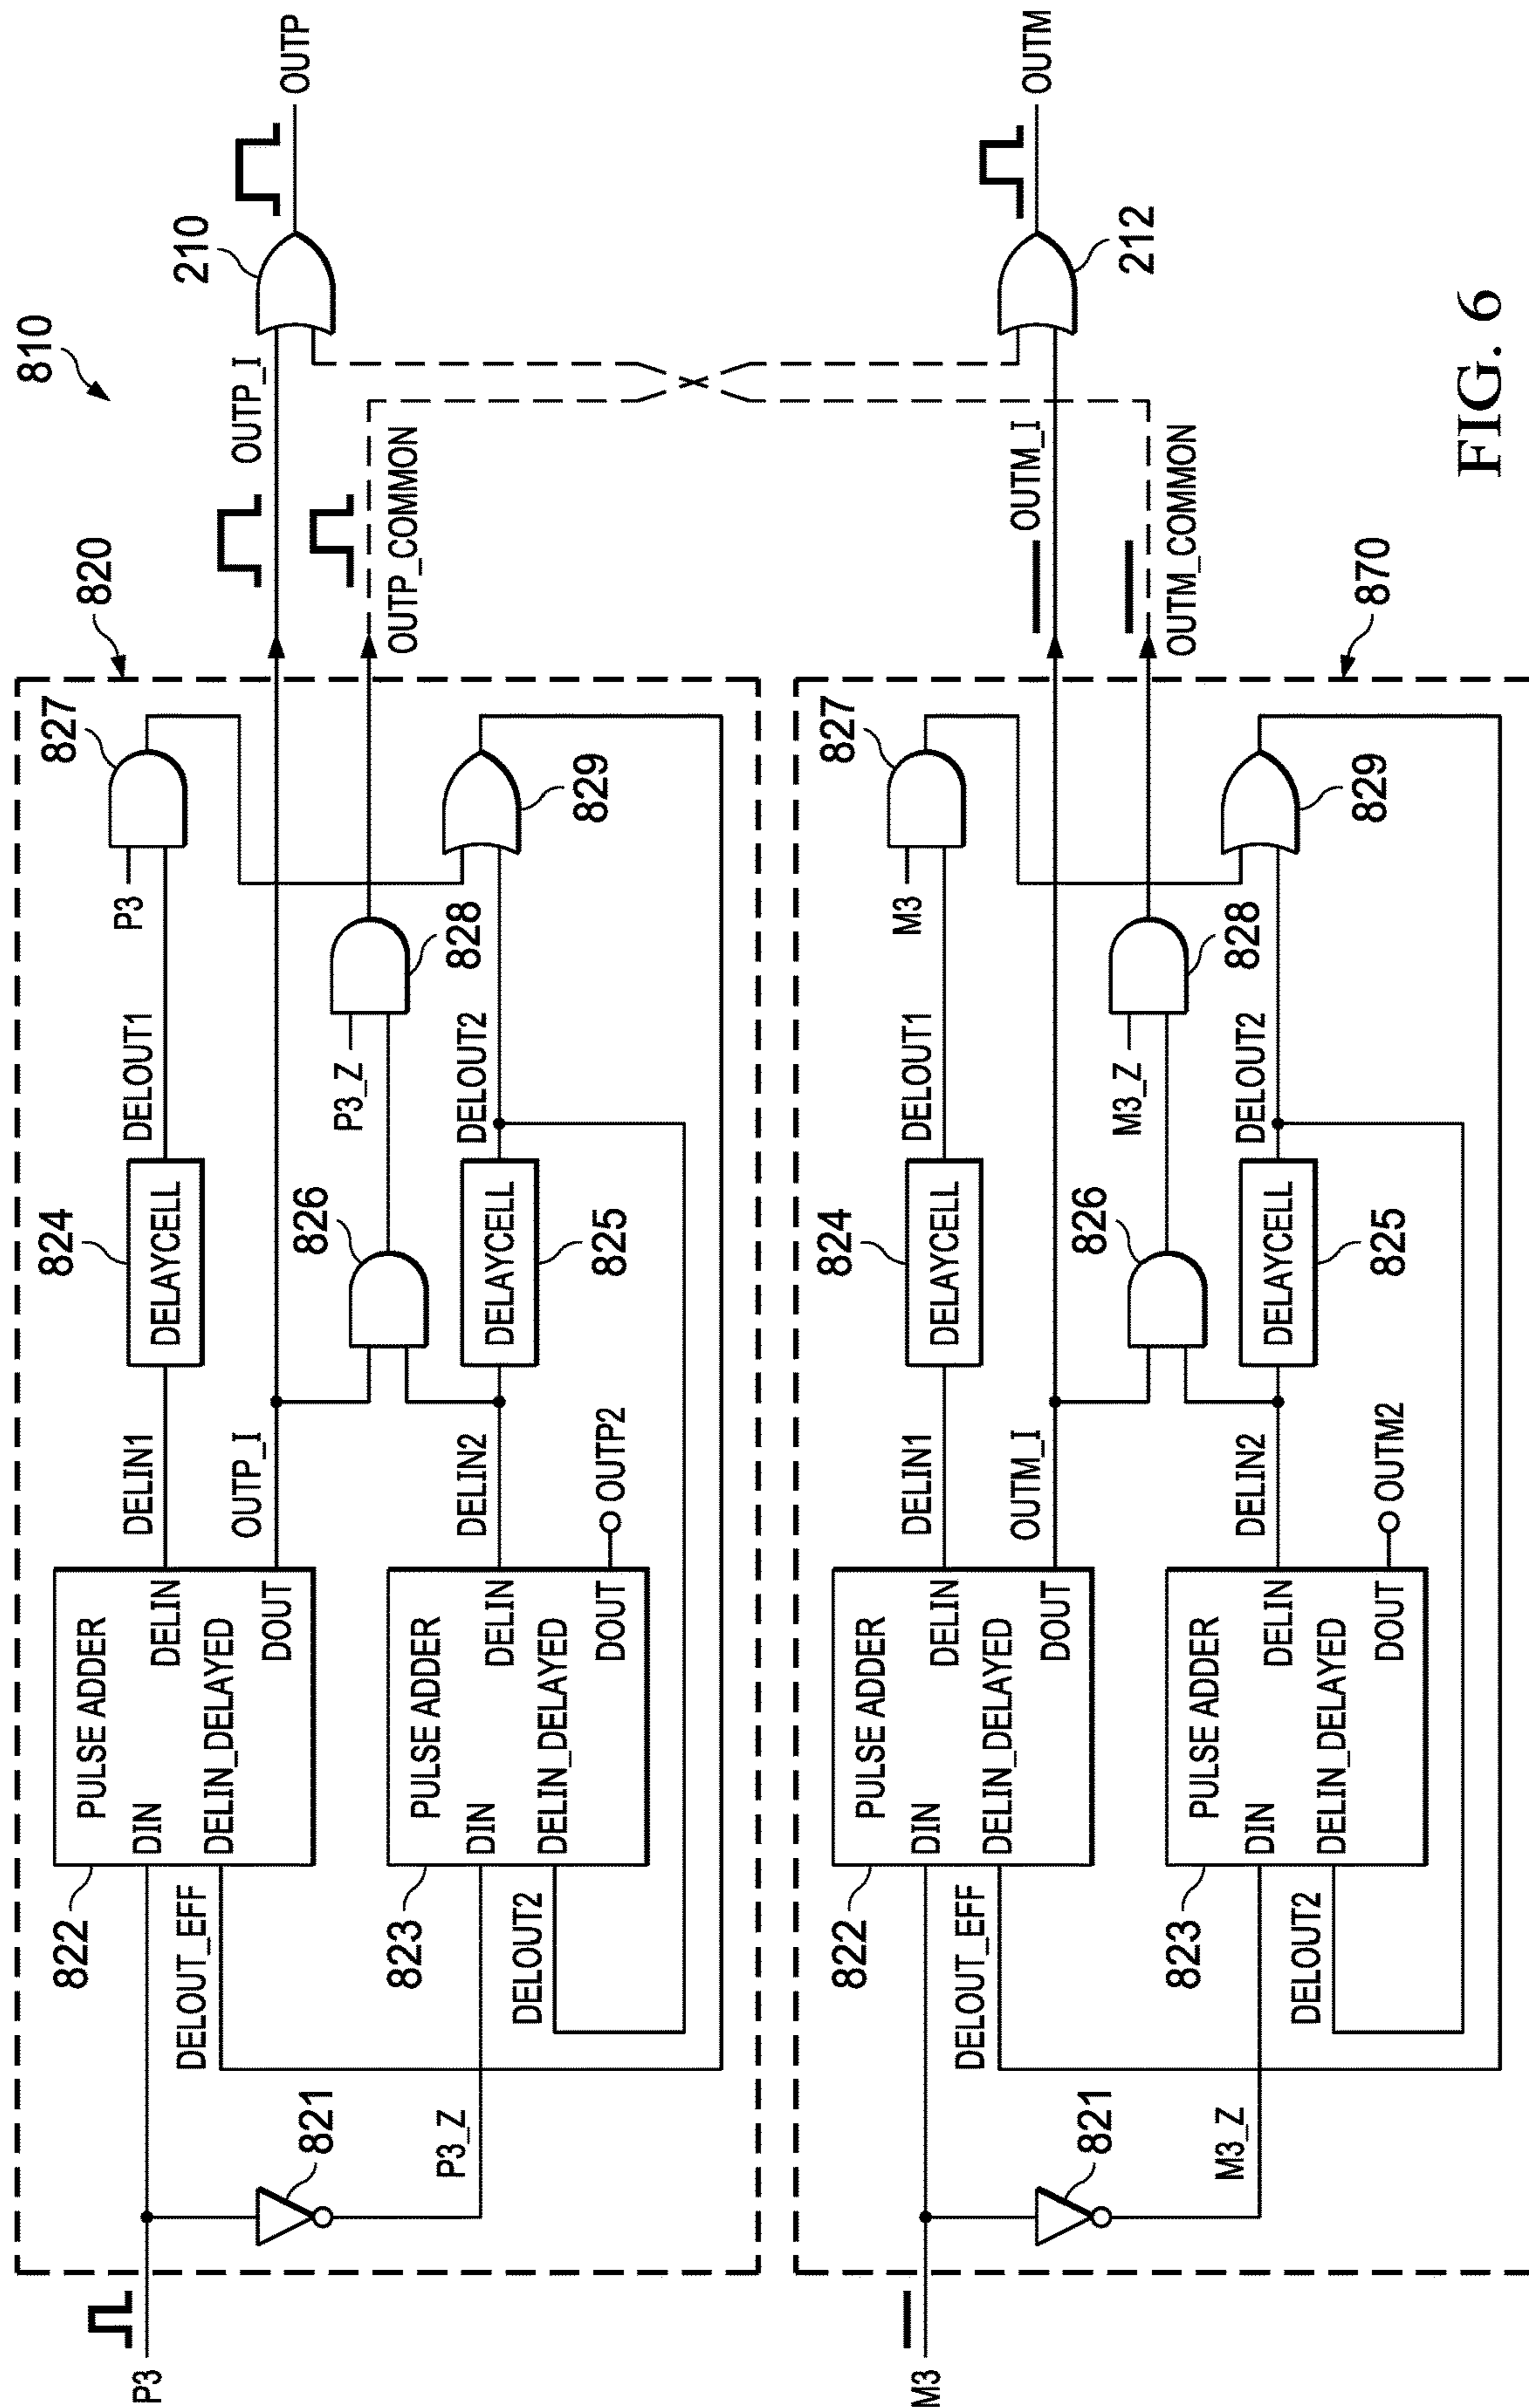 810
820
P3
822
PULSE ADDER
DIN
DELIN
DELIN_DELAYED
DOUT
DELOUT_EFF
DELIN1
824
DELAYCELL
DELOUT1
P3
827
OUTP_I
OUTP_I
210
OUTP
821
P3_Z
823
PULSE ADDER
DIN
DELIN
DELIN_DELAYED
DOUT
DELOUT2
DELIN2
OUTP2
826
DELAYCELL
825
P3_Z
828
DELOUT2
829
OUTP_COMMON
870
M3
822
PULSE ADDER
DIN
DELIN
DELIN_DELAYED
DOUT
DELOUT_EFF
DELIN1
824
DELAYCELL
DELOUT1
M3
827
OUTM_I
OUTM_I
212
OUTM
821
M3_Z
823
PULSE ADDER
DIN
DELIN
DELIN_DELAYED
DOUT
DELOUT2
DELIN2
OUTM2
826
DELAYCELL
825
M3_Z
828
DELOUT2
829
OUTM_COMMON
FIG. 6